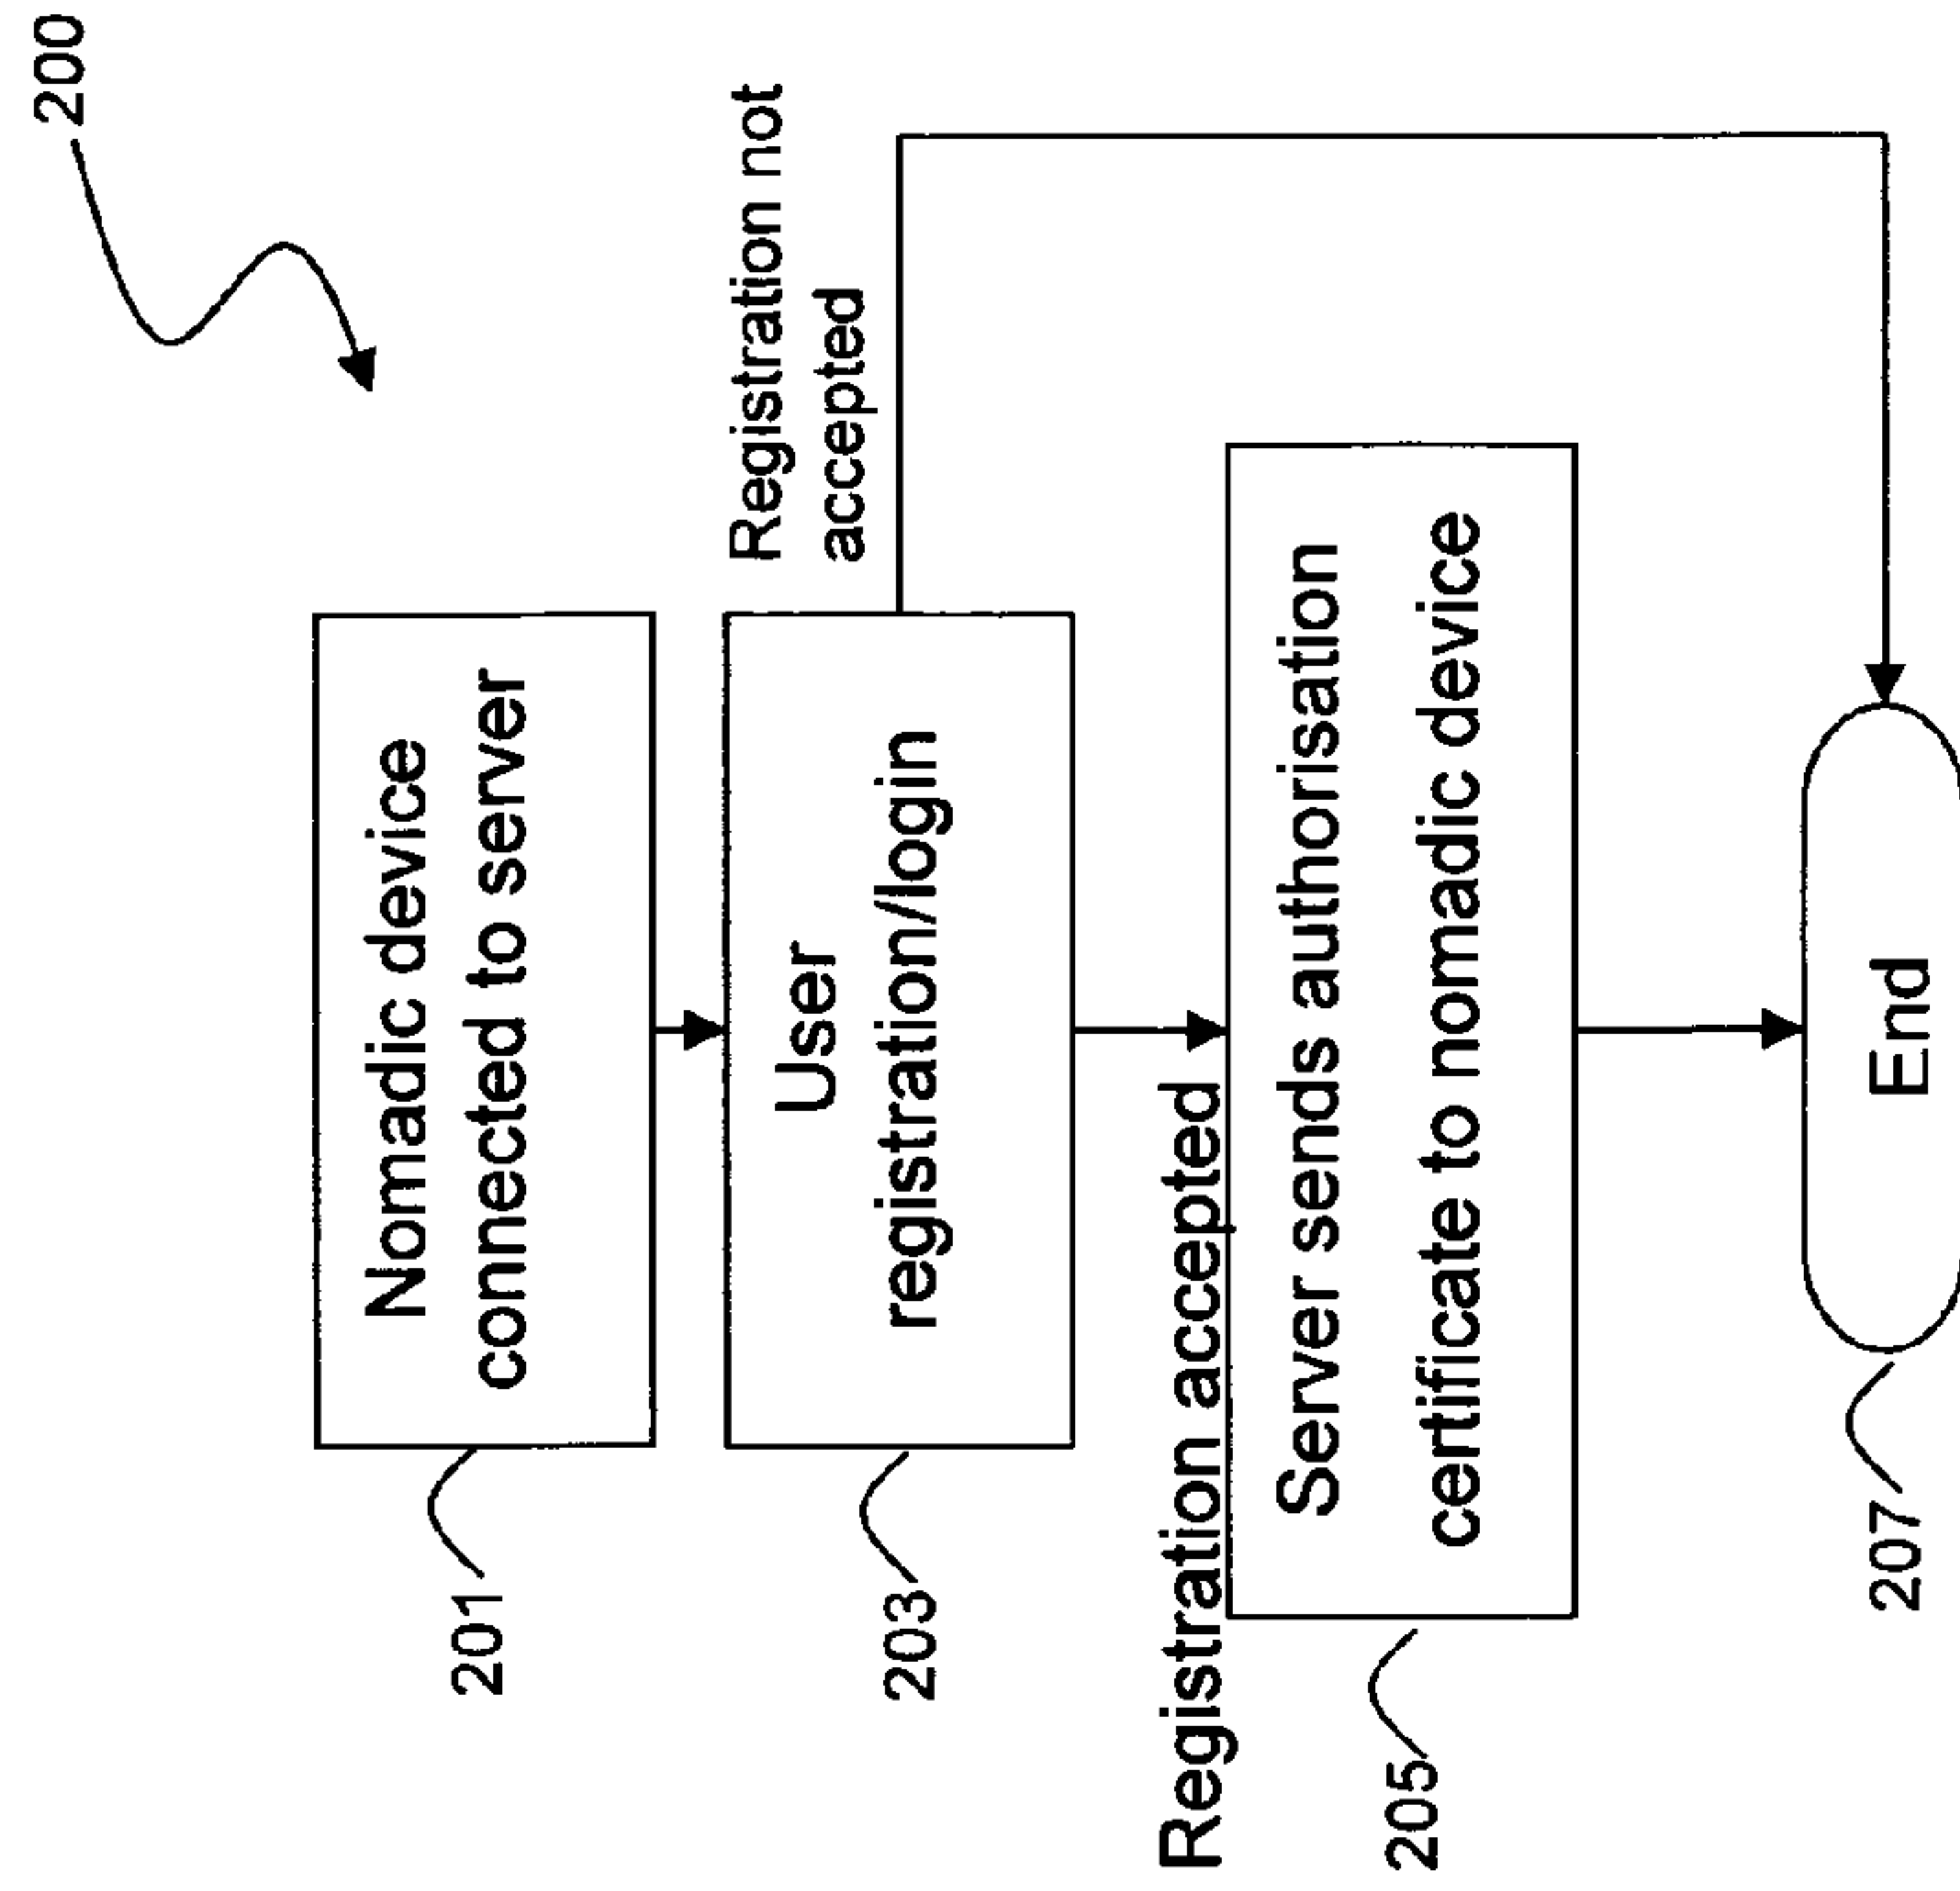 200
Nomadic device
connected to server
201
User
registration/login
203
Registration not
accepted
Registration accepted
Server sends authorisation
certificate to nomadic device
205
End
207